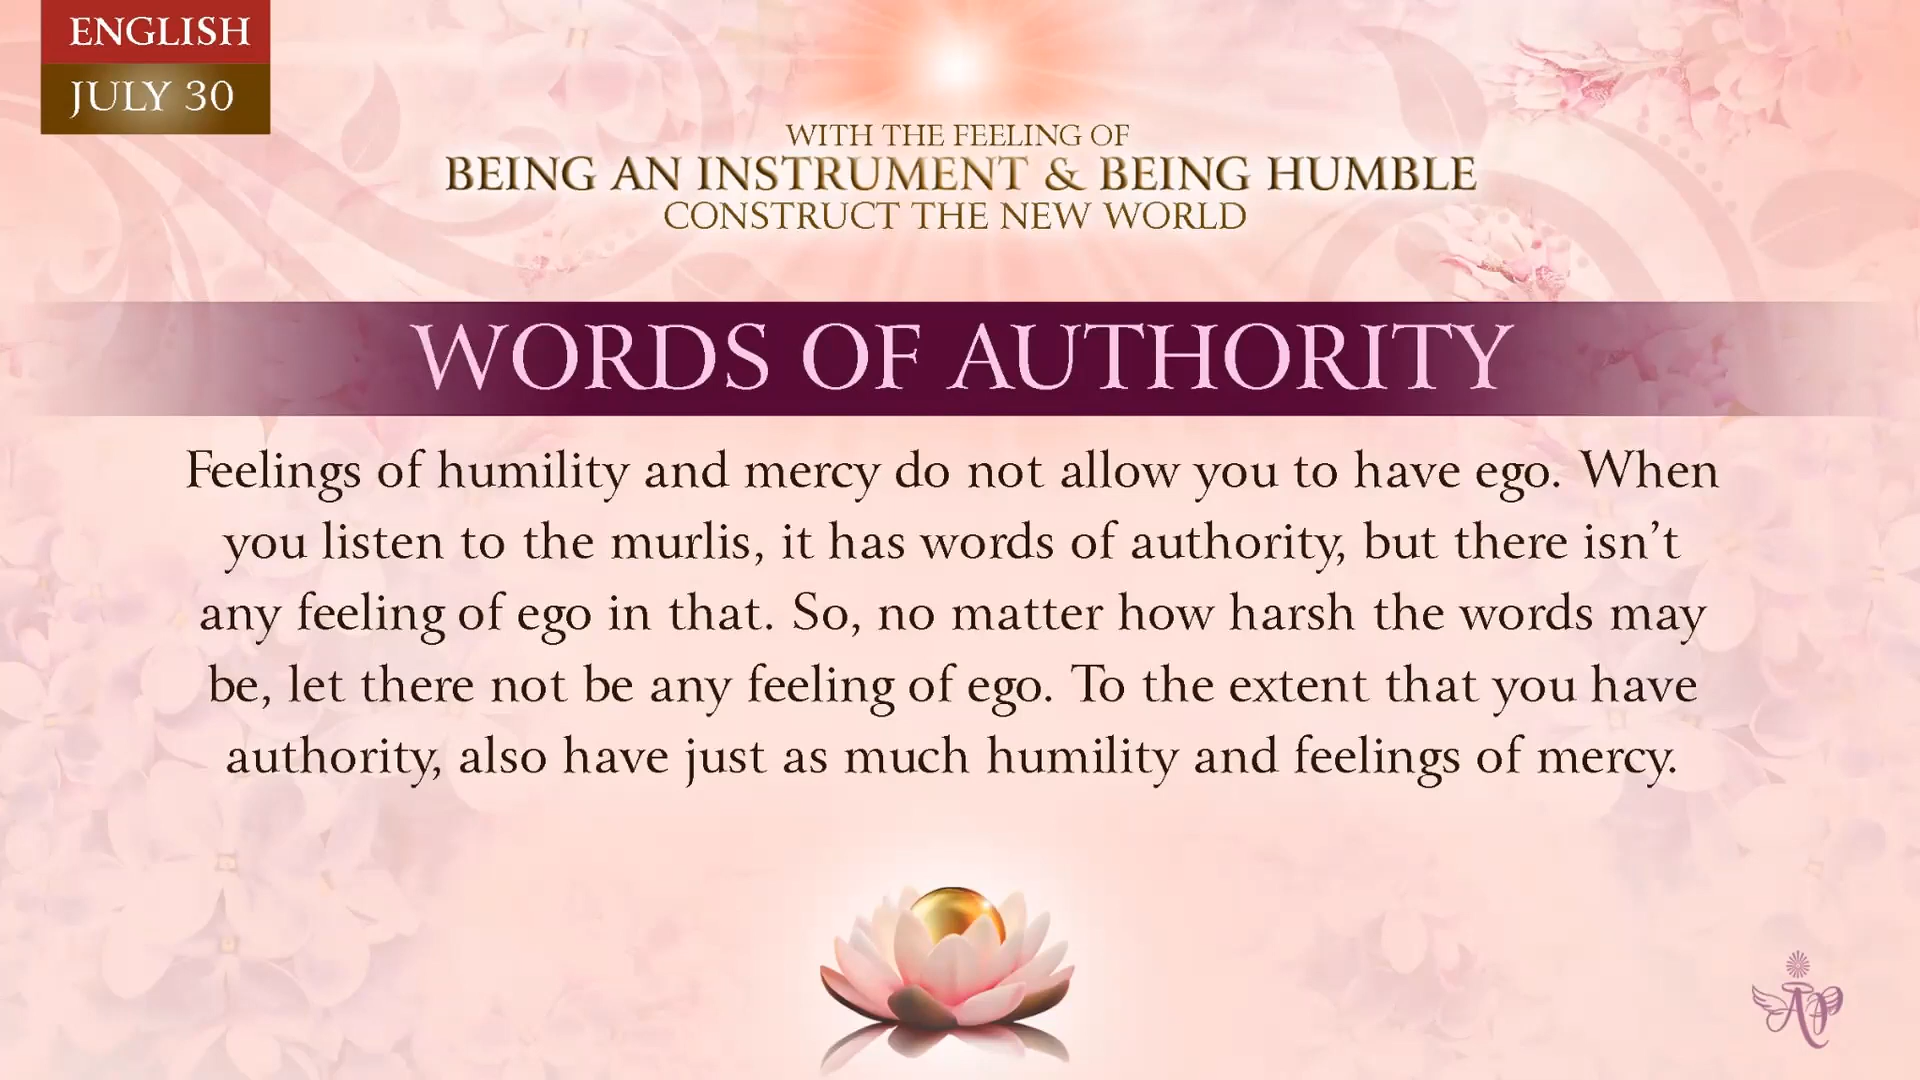 ENGLISH
JULY 30
WITH THE FEELING OF
BEING AN INSTRUMENT & BEING HUMBLE
CONSTRUCT THE NEW WORLD
WORDS OF AUTHORITY
Feelings of humility and mercy do not allow you to have ego. When
you listen to the murlis, it has words of authority, but there isn’t
any feeling of ego in that. So, no matter how harsh the words may
be, let there not be any feeling of ego. To the extent that you have
authority, also have just as much humility and feelings of mercy.
AP